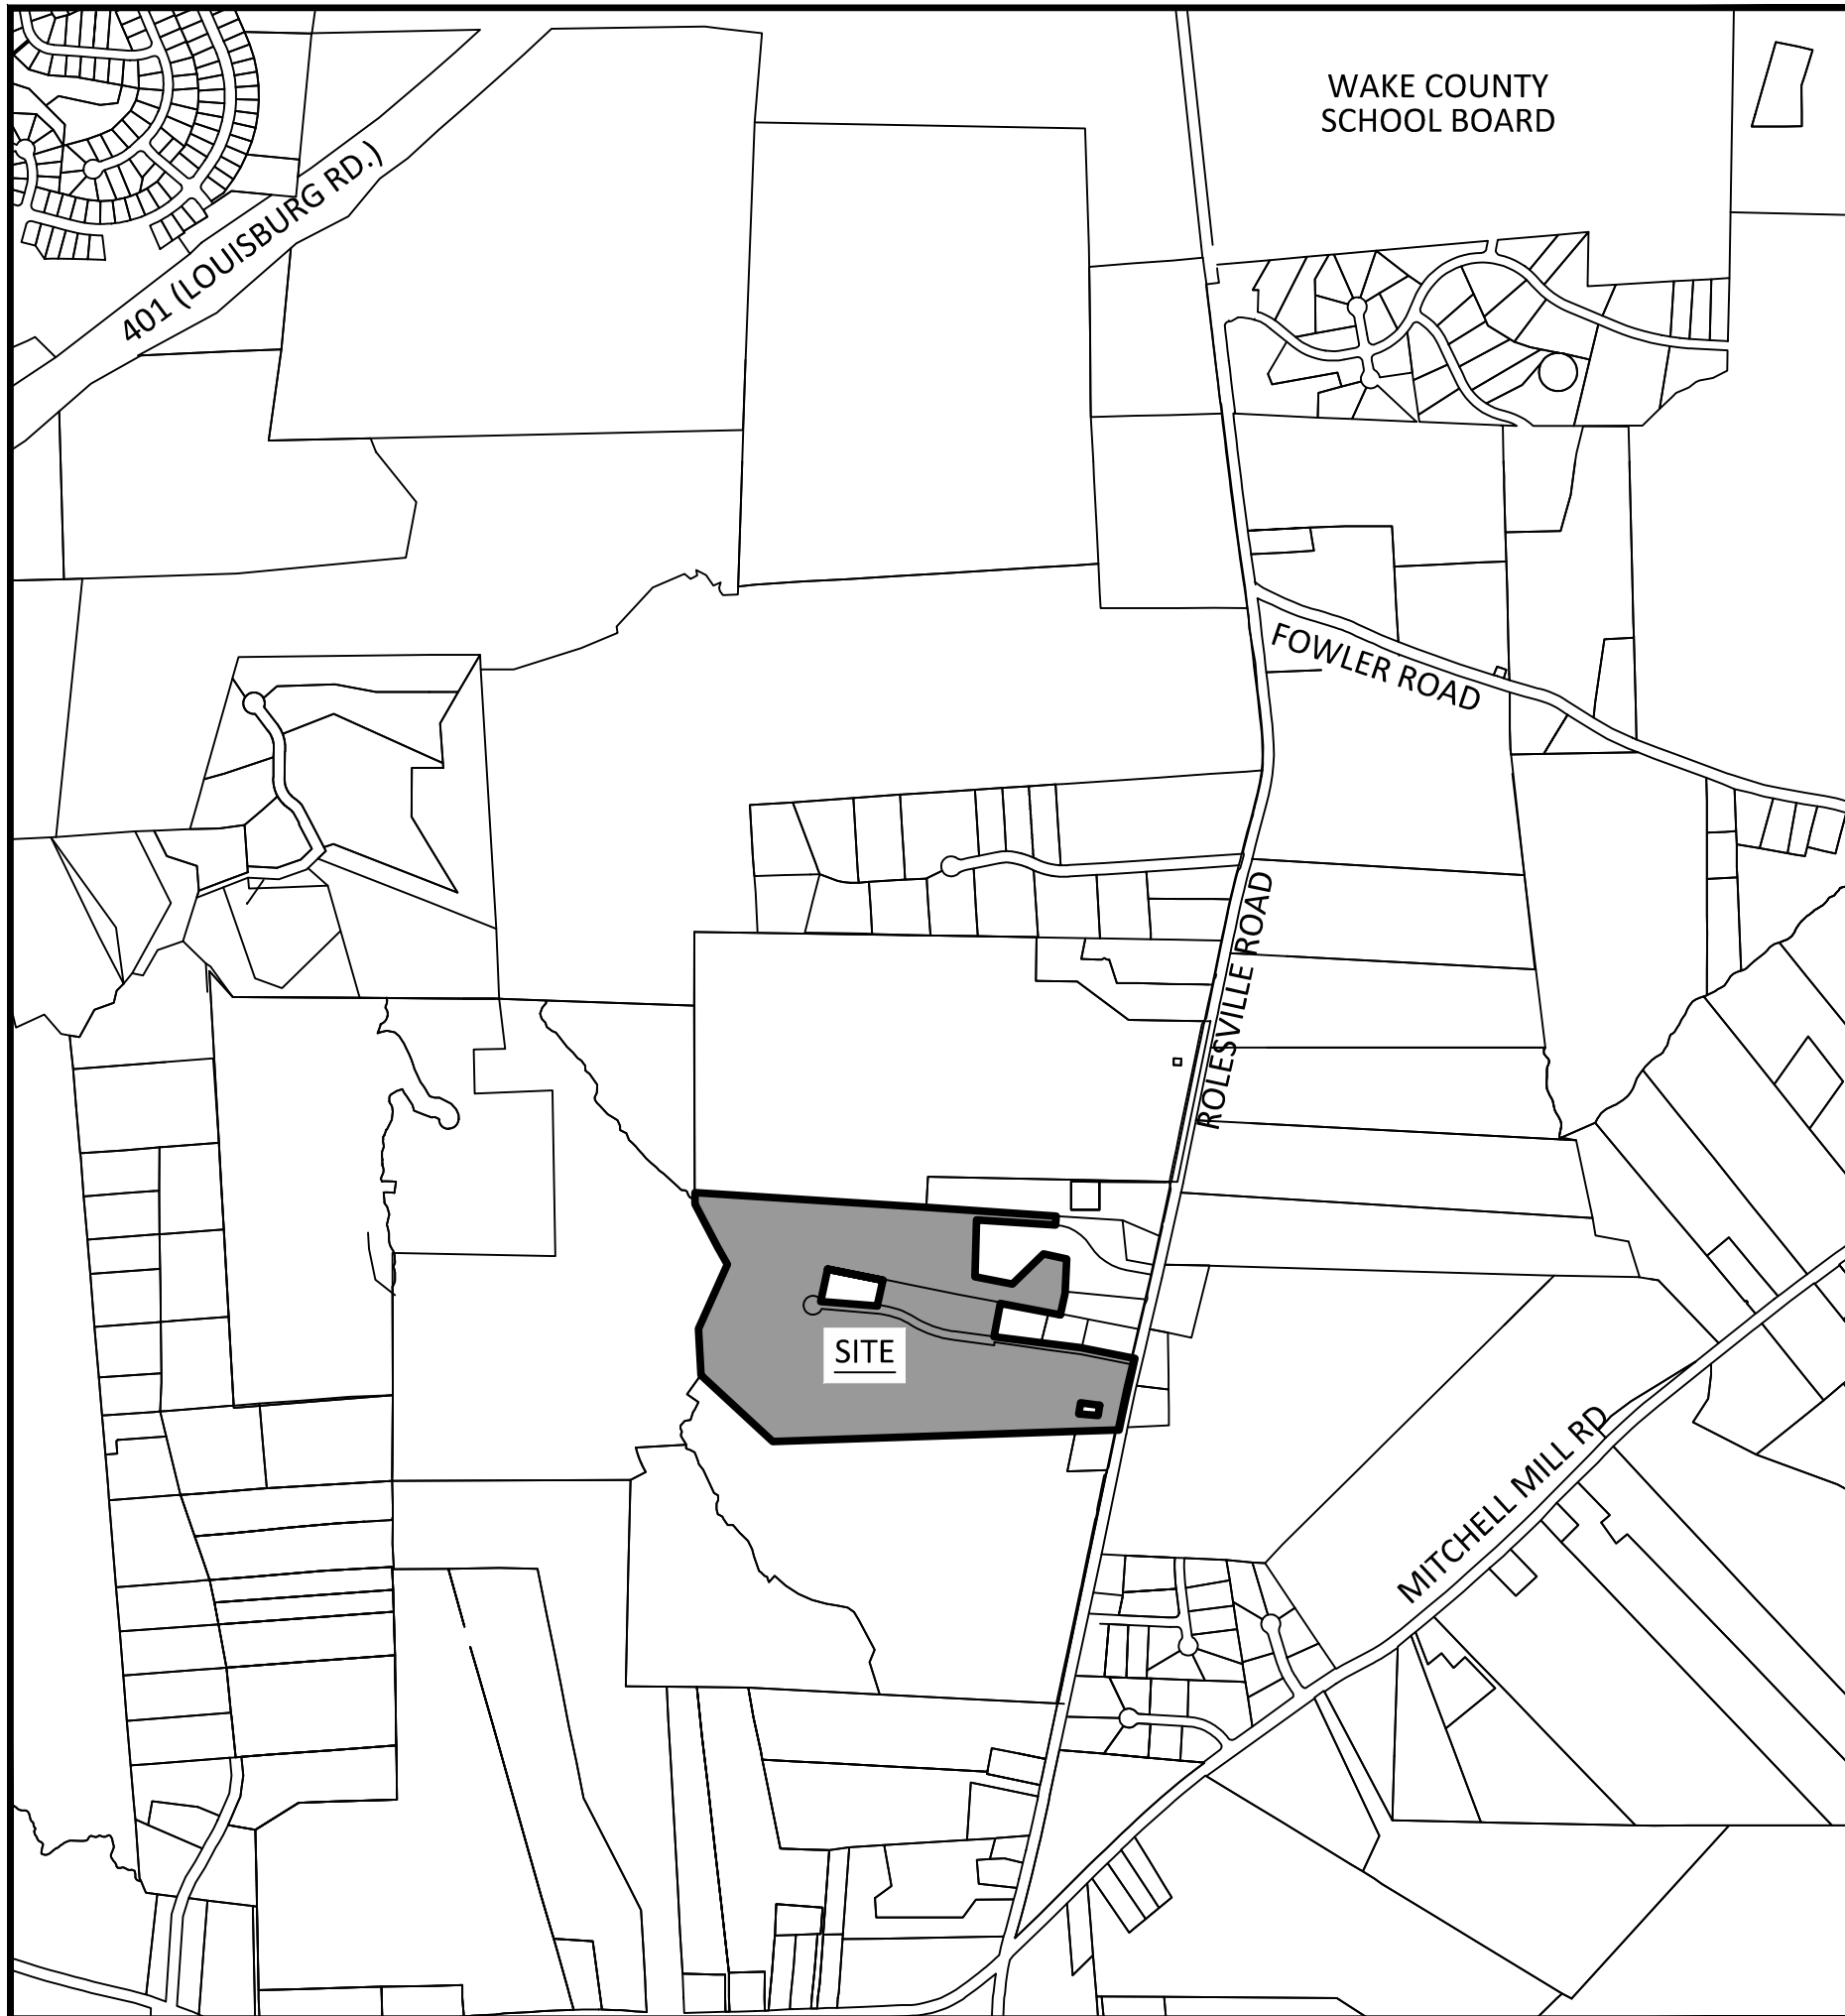 WAKE COUNTY
SCHOOL BOARD
401 (LOUISBURG RD.)
FOWLER ROAD
ROLESVILLE ROAD
SITE
MITCHELL MILL RD